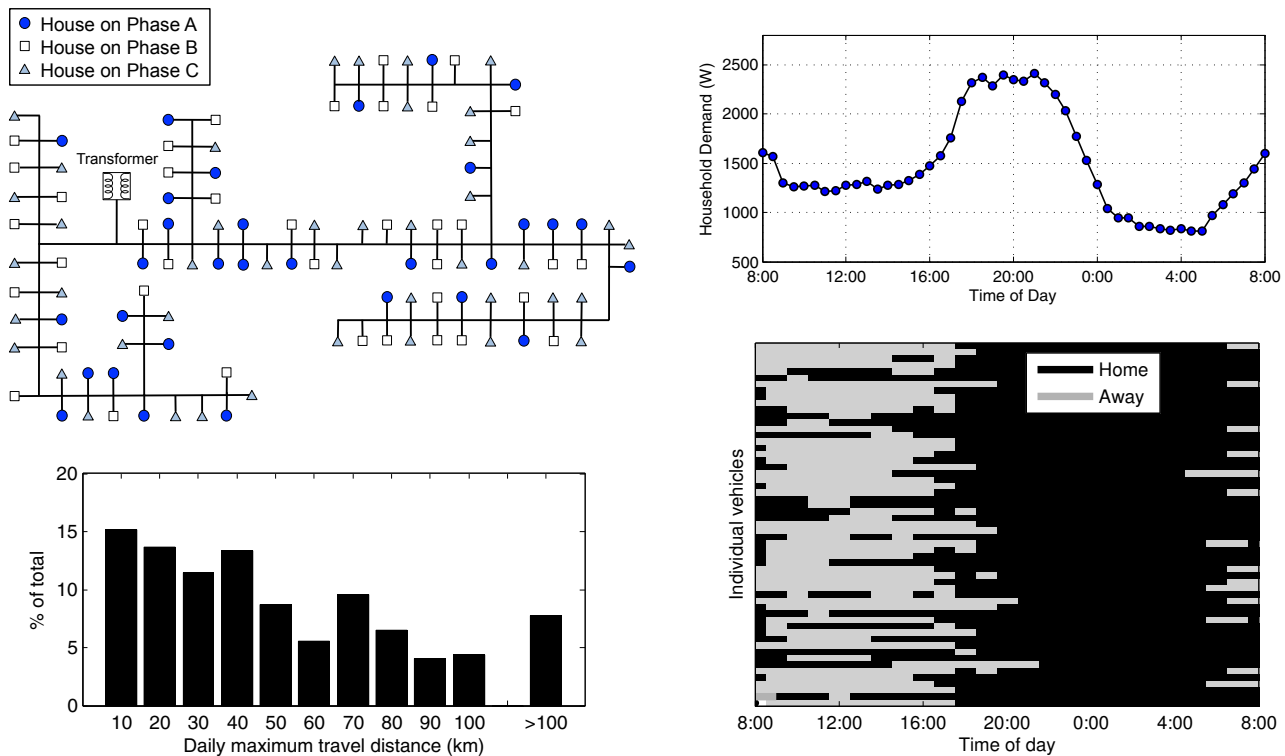 House on Phase A
House on Phase B
House on Phase C
Transformer
2500
2000
1500
1000
500
8:00 12:00 16:00 20:00 0:00 4:00 8:00
Household Demand (W)
Time of Day
20
15
10
5
0
10 20 30 40 50 60 70 80 90 100 >100
% of total
Daily maximum travel distance (km)
Home
Away
Individual vehicles
8:00 12:00 16:00 20:00 0:00 4:00 8:00
Time of day